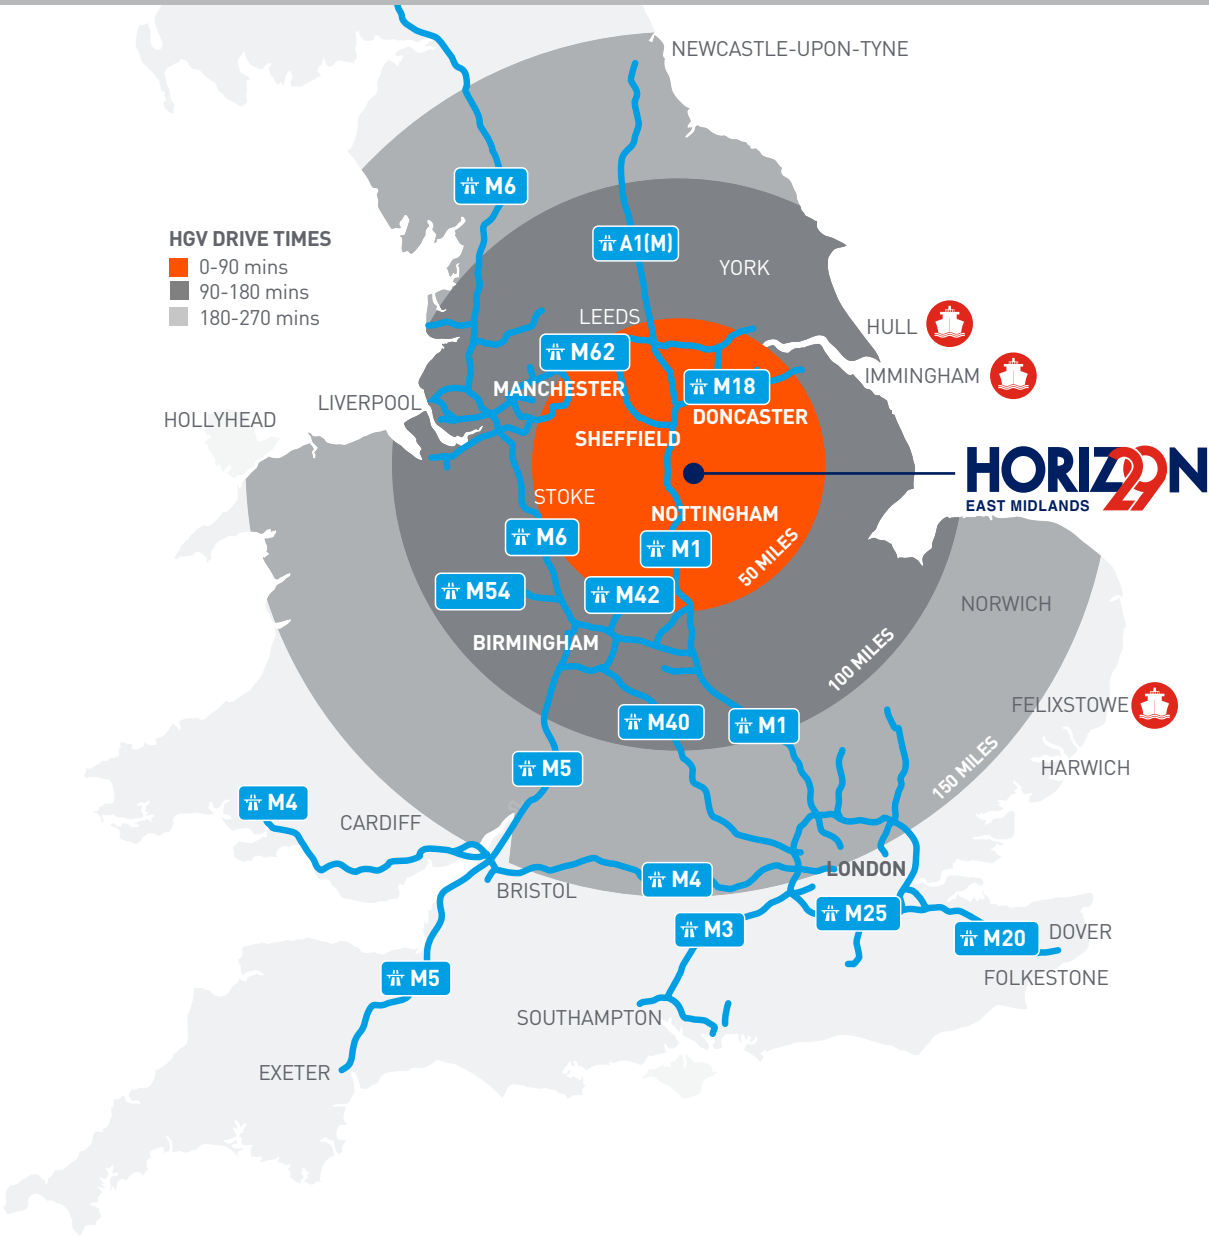 NEWCASTLE-UPON-TYNE
M6
HGV DRIVE TIMES
0-90 mins
90-180 mins
180-270 mins
A1(M)
YORK
LEEDS
HULL
M62
IMMINGHAM
MANCHESTER
M18
LIVERPOOL
DONCASTER
HOLLYHEAD
SHEFFIELD
HORIZ29N
EAST MIDLANDS
STOKE
NOTTINGHAM
M6
M1
50 MILES
M54
M42
NORWICH
BIRMINGHAM
100 MILES
FELIXSTOWE
M40
M1
150 MILES
HARWICH
M5
M4
CARDIFF
LONDON
M4
BRISTOL
M25
M3
M20
DOVER
M5
FOLKESTONE
SOUTHAMPTON
EXETER